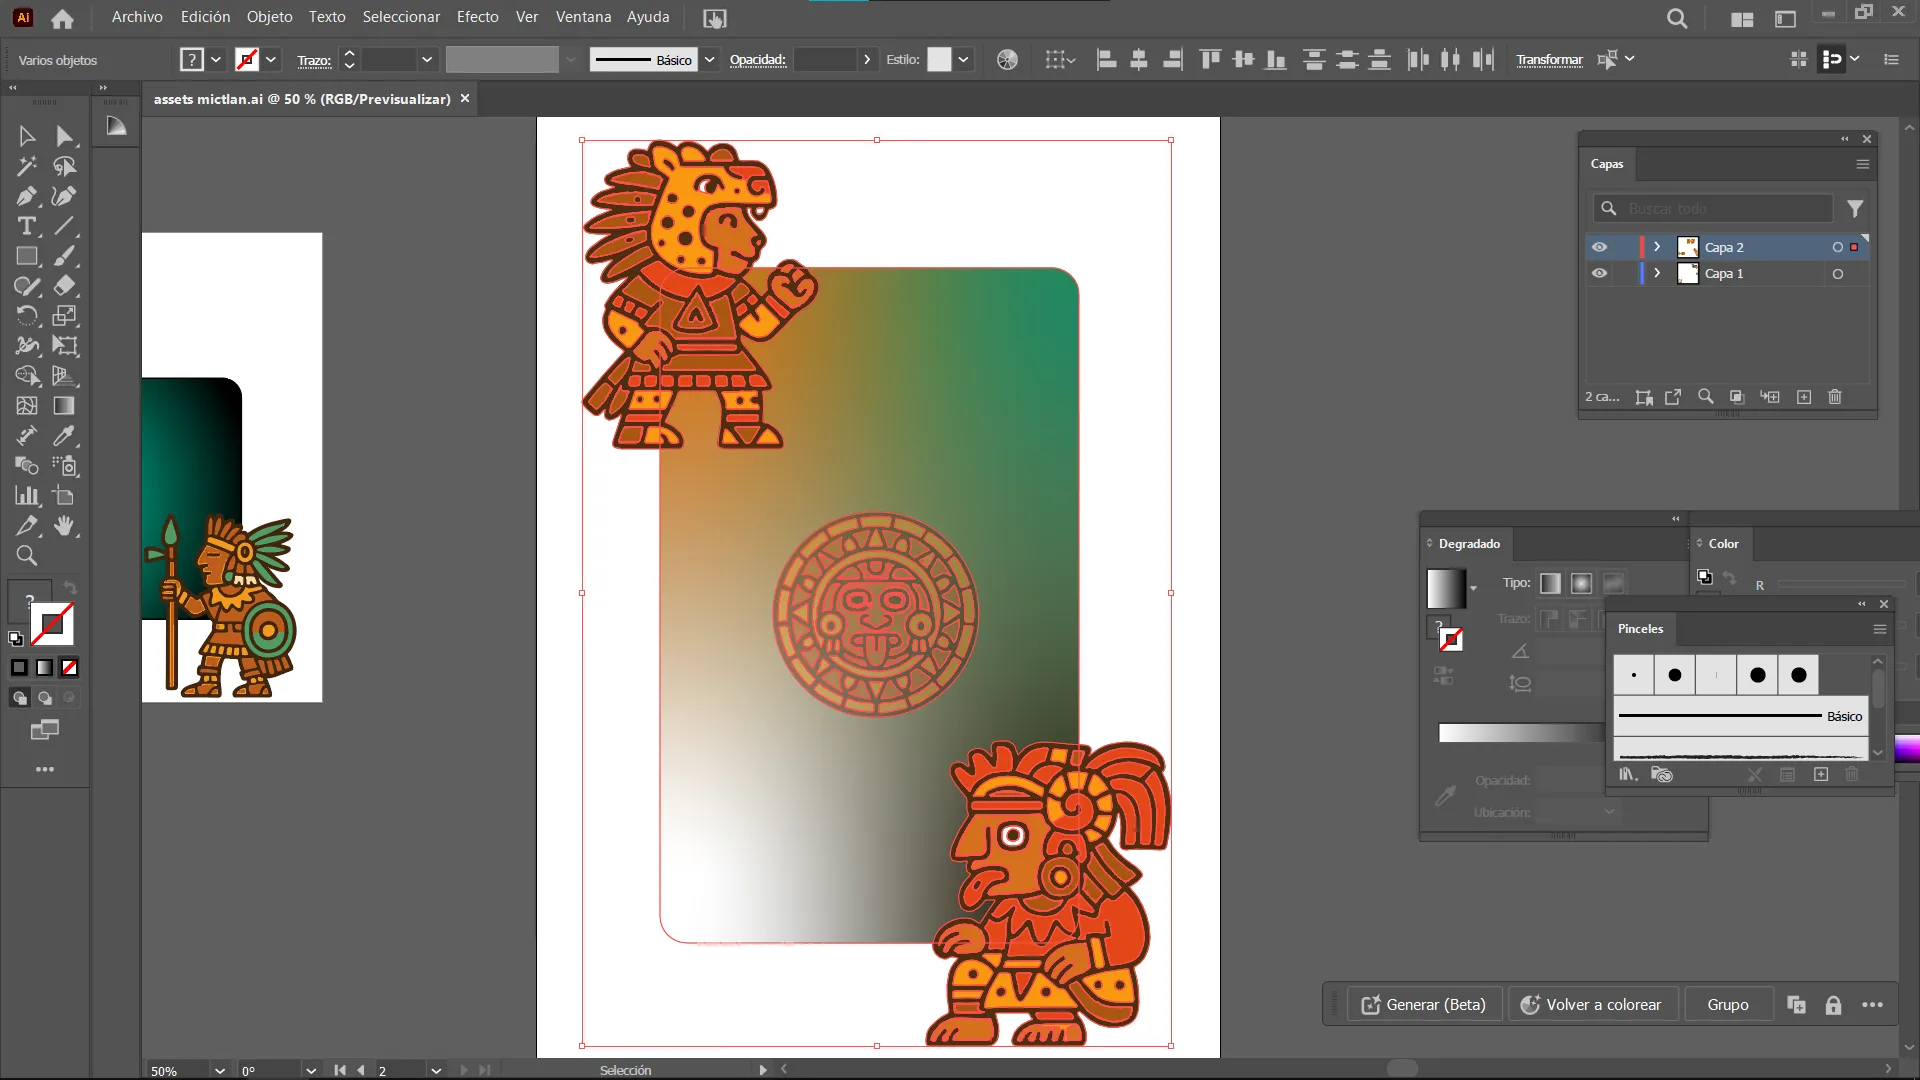 Ai Archivo Edición Objeto Texto Seleccionar Efecto Ver Ventana Ayuda
Varios objetos ? Trazo: Básico Opacidad: Estilo: Transformar
assets mictlan.ai @ 50 % (RGB/Previsualizar)
Capas
Buscar todo
Capa 2
Capa 1
2 ca...
Degradado
Color
Tipo:
R
Trazo:
?
Pinceles
Básico
Opacidad:
Ubicación:
?
Generar (Beta) Volver a colorear Grupo
50% 0° 2 Selección